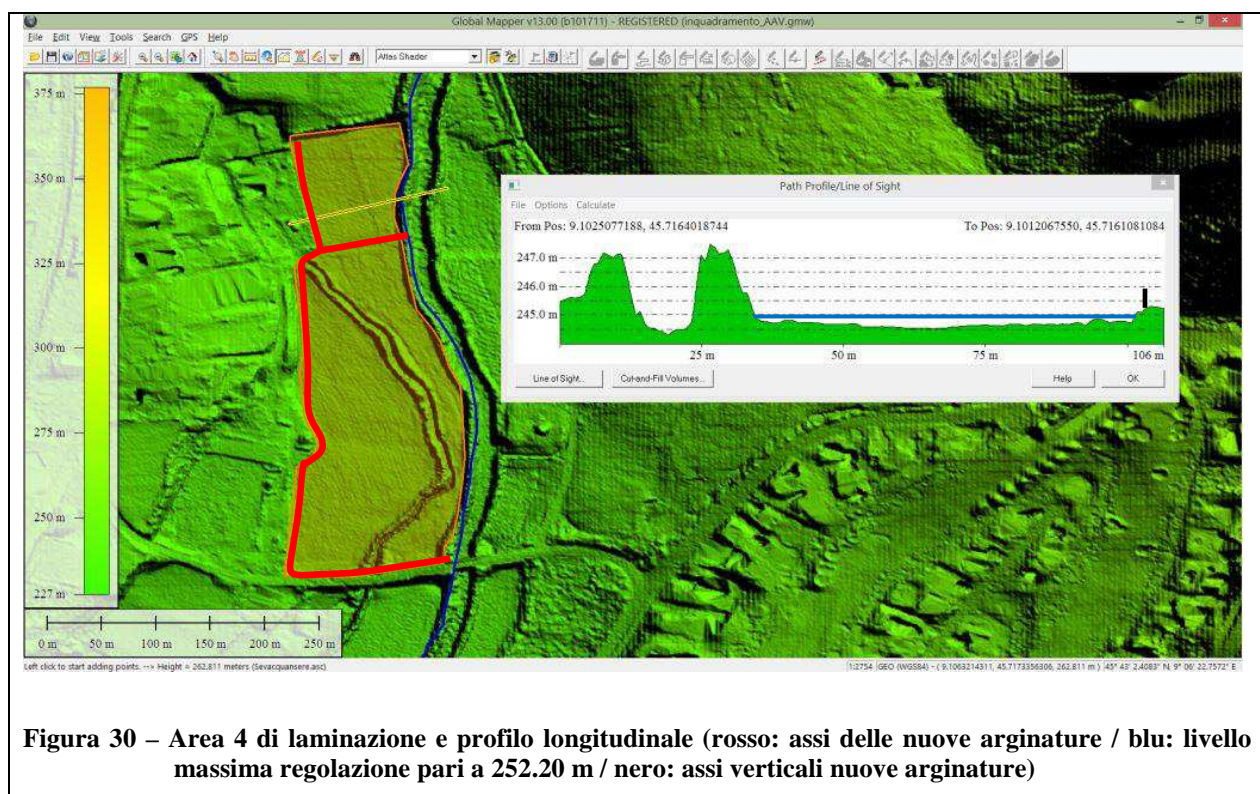 Global Mapper v13.00 (b101711) - REGISTERED (inquadramento_AAV.gmw)
File Edit View Tools Search GPS Help
Atlas Shader
375 m
350 m
325 m
300 m
275 m
250 m
227 m
0 m 50 m 100 m 150 m 200 m 250 m
Path Profile/Line of Sight
File Options Calculate
From Pos: 9.1025077188, 45.7164018744 To Pos: 9.1012067550, 45.7161081084
247.0 m
246.0 m
245.0 m
25 m 50 m 75 m 106 m
Line of Sight... Cut-and-Fill Volumes... Help OK
Left click to start adding points. --> Height = 262.811 meters (Sevacquansere.asc) 1:2754 GEO (WGS84) - ( 9.1063214311, 45.7173356306, 262.811 m ) 45° 43' 2.4083" N, 9° 06' 22.7572" E
Figura 30 – Area 4 di laminazione e profilo longitudinale (rosso: assi delle nuove arginature / blu: livello
massima regolazione pari a 252.20 m / nero: assi verticali nuove arginature)